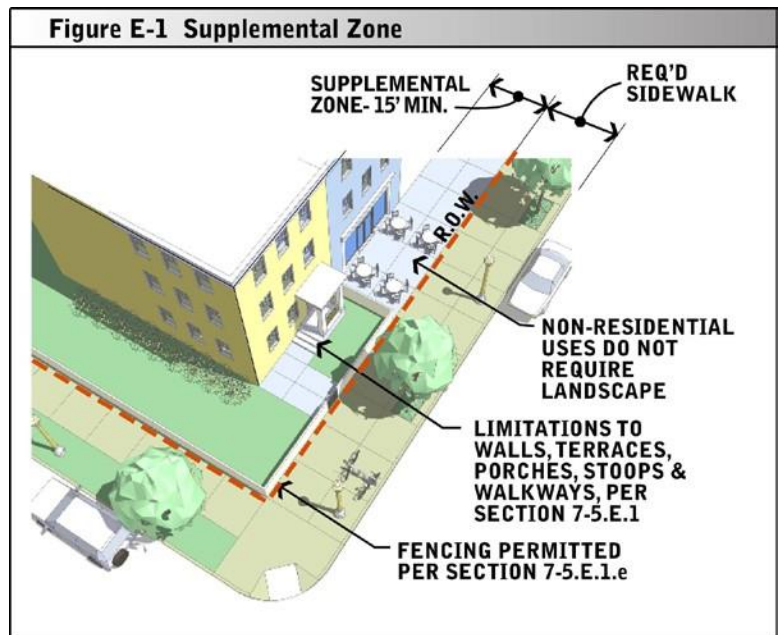 Figure E-1 Supplemental Zone
SUPPLEMENTAL
ZONE- 15' MIN.
REQ'D
SIDEWALK
R.O.W.
NON-RESIDENTIAL
USES DO NOT
REQUIRE
LANDSCAPE
LIMITATIONS TO
WALLS, TERRACES,
PORCHES, STOOPS &
WALKWAYS, PER
SECTION 7-5.E.1
FENCING PERMITTED
PER SECTION 7-5.E.1.e